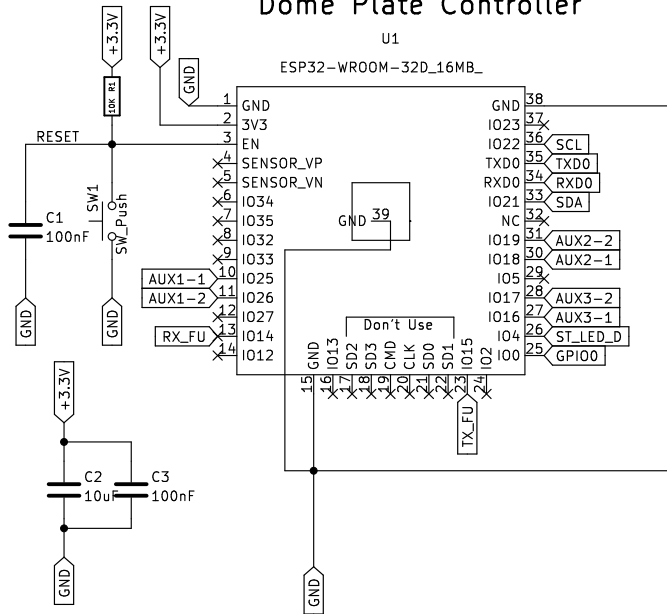 Dome Plate Controller
U1
ESP32-WROOM-32D_16MB_
+3.3V
+3.3V
GND
10K R1
RESET
SW1
SW_Push
C1
100nF
GND
GND
1 GND
2 3V3
3 EN
4 SENSOR_VP
5 SENSOR_VN
6 IO34
7 IO35
8 IO32
9 IO33
AUX1-1 10 IO25
AUX1-2 11 IO26
12 IO27
RX_FU 13 IO14
14 IO12
GND 39
GND 38
IO23 37
IO22 36 SCL
TXD0 35 TXD0
RXD0 34 RXD0
IO21 33 SDA
NC 32
IO19 31 AUX2-2
IO18 30 AUX2-1
IO5 29
IO17 28 AUX3-2
IO16 27 AUX3-1
IO4 26 ST_LED_D
IO0 25 GPIO0
Don't Use
15 GND
16 IO13
17 SD2
18 SD3
19 CMD
20 CLK
21 SD0
22 SD1
23 IO15
24 IO2
TX_FU
+3.3V
C2
10uF
C3
100nF
GND
GND